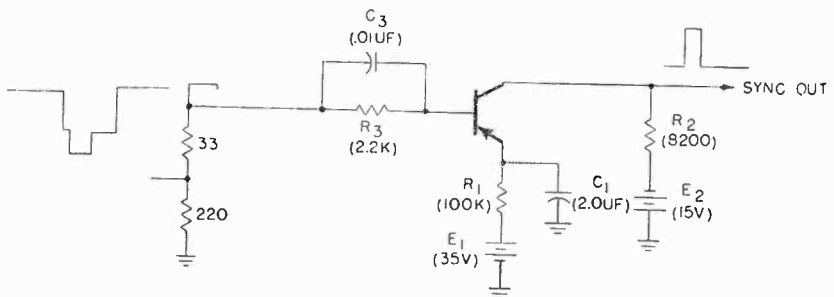 C3
(.01UF)
R3
(2.2K)
33
220
SYNC OUT
R2
(8200)
R1
(100K)
C1
(2.0UF)
E2
(15V)
E1
(35V)